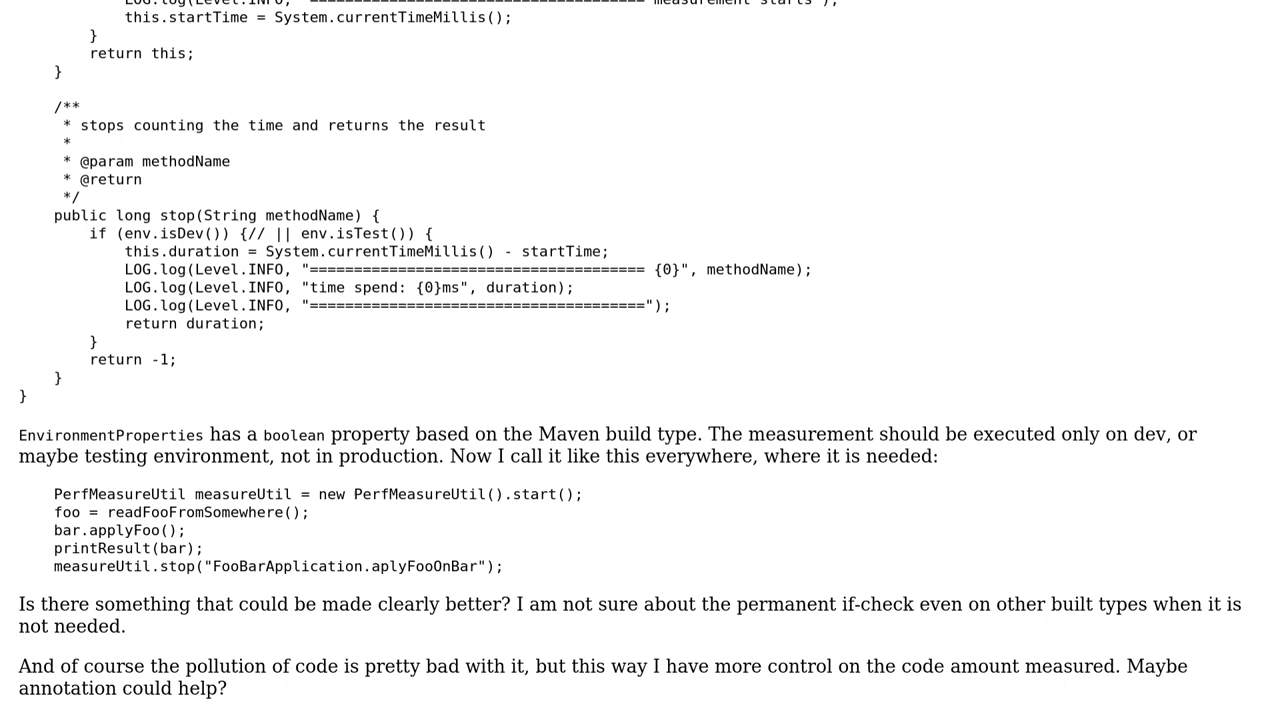 LOG.log(Level.INFO, "====================================== measurement starts");
this.startTime = System.currentTimeMillis();
}
return this;
}
/**
* stops counting the time and returns the result
*
* @param methodName
* @return
*/
public long stop(String methodName) {
if (env.isDev()) {// || env.isTest()) {
this.duration = System.currentTimeMillis() - startTime;
LOG.log(Level.INFO, "====================================== {0}", methodName);
LOG.log(Level.INFO, "time spend: {0}ms", duration);
LOG.log(Level.INFO, "======================================");
return duration;
}
return -1;
}
}
EnvironmentProperties has a boolean property based on the Maven build type. The measurement should be executed only on dev, or
maybe testing environment, not in production. Now I call it like this everywhere, where it is needed:
PerfMeasureUtil measureUtil = new PerfMeasureUtil().start();
foo = readFooFromSomewhere();
bar.applyFoo();
printResult(bar);
measureUtil.stop("FooBarApplication.aplyFooOnBar");
Is there something that could be made clearly better? I am not sure about the permanent if-check even on other built types when it is
not needed.
And of course the pollution of code is pretty bad with it, but this way I have more control on the code amount measured. Maybe
annotation could help?